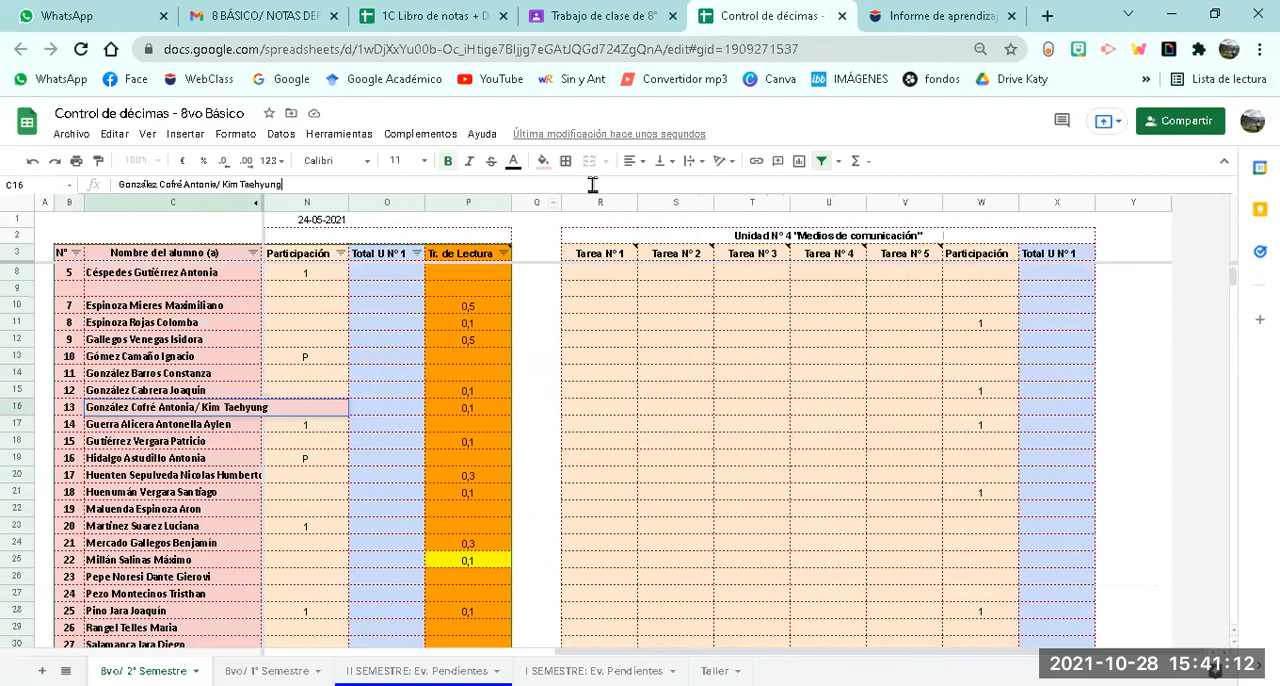 8 BÁSICO/ NOTAS DEF
1C Libro de notas + D
Trabajo de clase de 8°
Control de décimas -
Informe de aprendizaj
docs.google.com/spreadsheets/d/1wDjXxYu00b-Oc_iHtige7BIjjg7eGAtJQGd724ZgQnA/edit#gid=1909271537
WhatsApp Face WebClass Google Google Académico YouTube Sin y Ant Convertidor mp3 Canva IMÁGENES fondos Drive Katy » Lista de lectura
Control de décimas - 8vo Básico
Compartir
Archivo Editar Ver Insertar Formato Datos Herramientas Complementos Ayuda Última modificación hace unos segundos
100% € % .0 .00 123 Calibri 11 B I S A Σ
C16 fx González Cofré Antonia/ Kim Taehyung
A B C N O P Q R S T U V W X Y
1 24-05-2021
2 Unidad N° 4 "Medios de comunicación"
3 N° Nombre del alumno (a) Participación Total U N° 1 Tr. de Lectura Tarea N° 1 Tarea N° 2 Tarea N° 3 Tarea N° 4 Tarea N° 5 Participación Total U N° 1
8 5 Céspedes Gutiérrez Antonia 1
9
10 7 Espinoza Mieres Maximiliano 0,5
11 8 Espinoza Rojas Colomba 0,1 1
12 9 Gallegos Venegas Isidora 0,5
13 10 Gómez Camaño Ignacio P
14 11 González Barros Constanza
15 12 González Cabrera Joaquin 0,1 1
16 13 González Cofré Antonia/ Kim Taehyung 0,1
17 14 Guerra Alicera Antonella Aylen 1 1
18 15 Gutiérrez Vergara Patricio 0,1
19 16 Hidalgo Astudillo Antonia P
20 17 Huenten Sepulveda Nicolas Humberto 0,3
21 18 Huenumán Vergara Santiago 0,1 1
22 19 Maluenda Espinoza Aron
23 20 Martínez Suarez Luciana 1
24 21 Mercado Gallegos Benjamín 0,3
25 22 Millán Salinas Máximo 0,1
26 23 Pepe Noresi Dante Gierovi
27 24 Pezo Montecinos Tristhan
28 25 Pino Jara Joaquín 1 0,1 1
29 26 Rangel Telles Maria
30 27 Salamanca Jara Diego
8vo/ 2° Semestre 8vo/ 1° Semestre II SEMESTRE: Ev. Pendientes I SEMESTRE: Ev. Pendientes Taller
2021-10-28 15:41:12